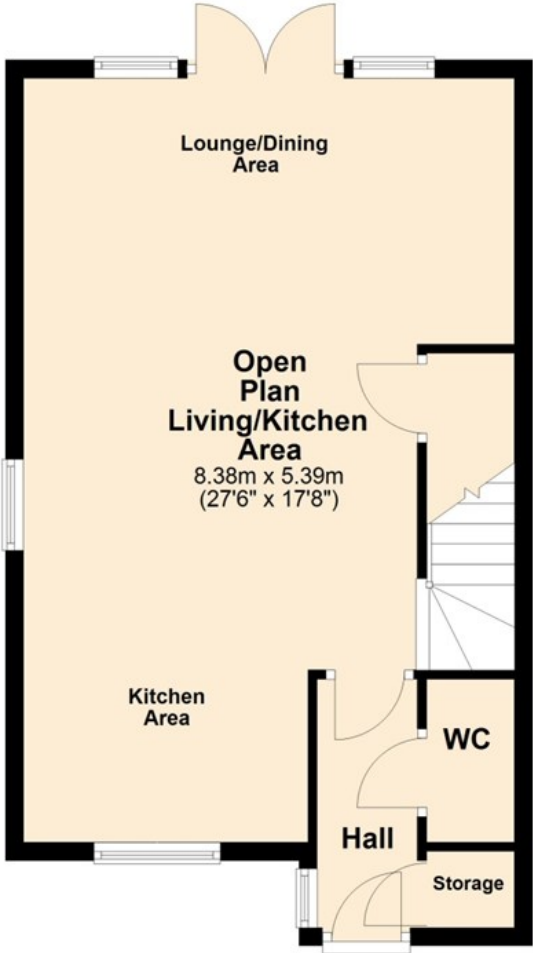 Lounge/Dining
Area
Open
Plan
Living/Kitchen
Area
8.38m x 5.39m
(27'6" x 17'8")
Kitchen
Area
WC
Hall
Storage